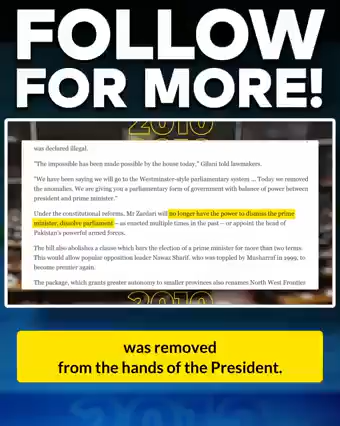 FOLLOW
FOR MORE!
2010
was declared illegal.
"The impossible has been made possible by the house today," Gilani told lawmakers.
"We have been saying we will go to the Westminster-style parliamentary system ... Today we removed
the anomalies. We are giving you a parliamentary form of government with balance of power between
president and prime minister."
Under the constitutional reforms, Mr Zardari will no longer have the power to dismiss the prime
minister, dissolve parliament – as enacted multiple times in the past – or appoint the head of
Pakistan's powerful armed forces.
The bill also abolishes a clause which bars the election of a prime minister for more than two terms.
This would allow popular opposition leader Nawaz Sharif, who was toppled by Musharraf in 1999, to
become premier again.
The package, which grants greater autonomy to smaller provinces also renames North West Frontier
2010
was removed
from the hands of the President.
2010